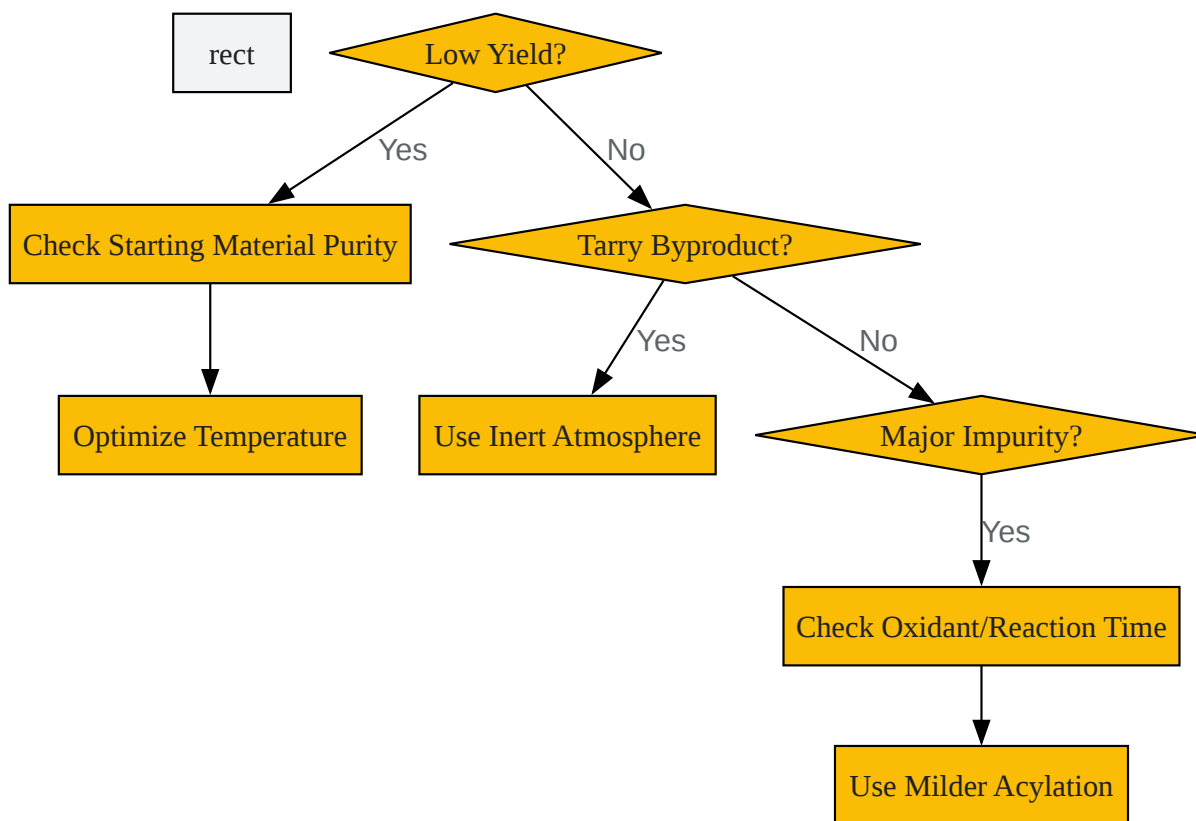 rect
Low Yield?
Yes
No
Check Starting Material Purity
Tarry Byproduct?
Yes
No
Optimize Temperature
Use Inert Atmosphere
Major Impurity?
Yes
Check Oxidant/Reaction Time
Use Milder Acylation